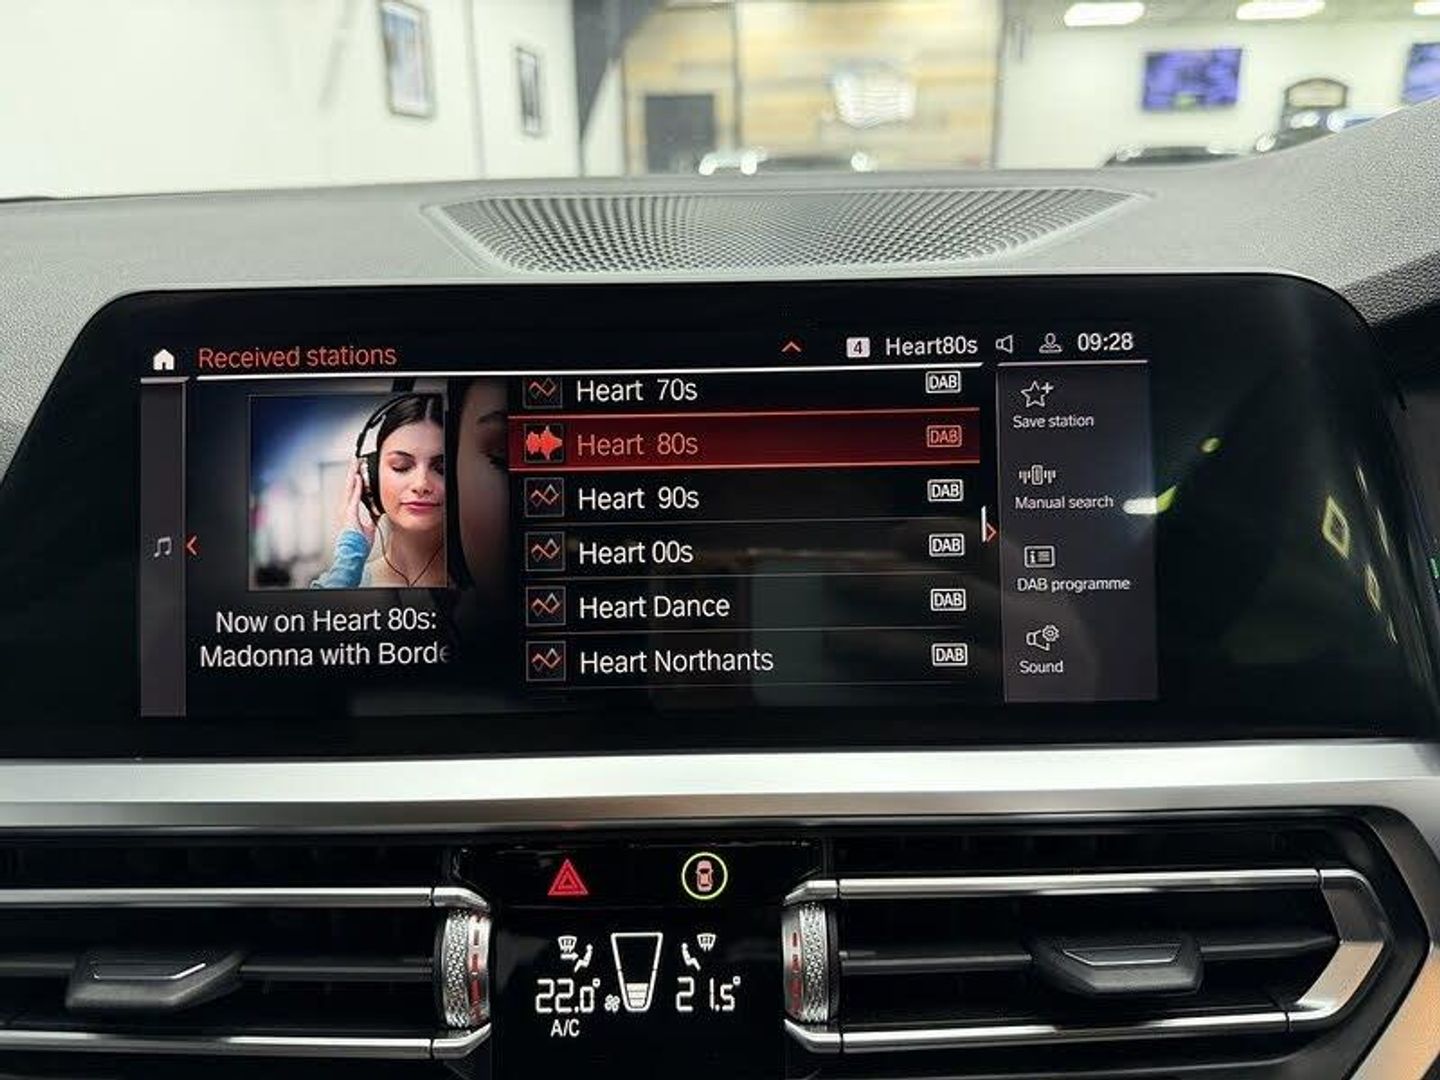 Received stations
4 Heart80s 09:28
Heart 70s DAB
Heart 80s DAB
Heart 90s DAB
Heart 00s DAB
Heart Dance DAB
Heart Northants DAB
Now on Heart 80s:
Madonna with Borde
Save station
Manual search
DAB programme
Sound
22.0° 21.5°
A/C